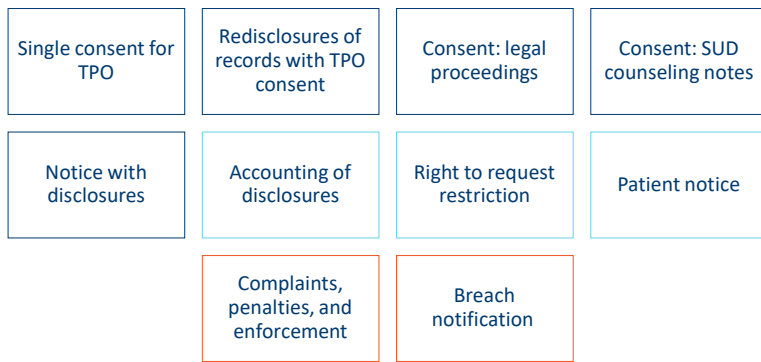 Single consent for
TPO
Redisclosures of
records with TPO
consent
Consent: legal
proceedings
Consent: SUD
counseling notes
Notice with
disclosures
Accounting of
disclosures
Right to request
restriction
Patient notice
Complaints,
penalties, and
enforcement
Breach
notification